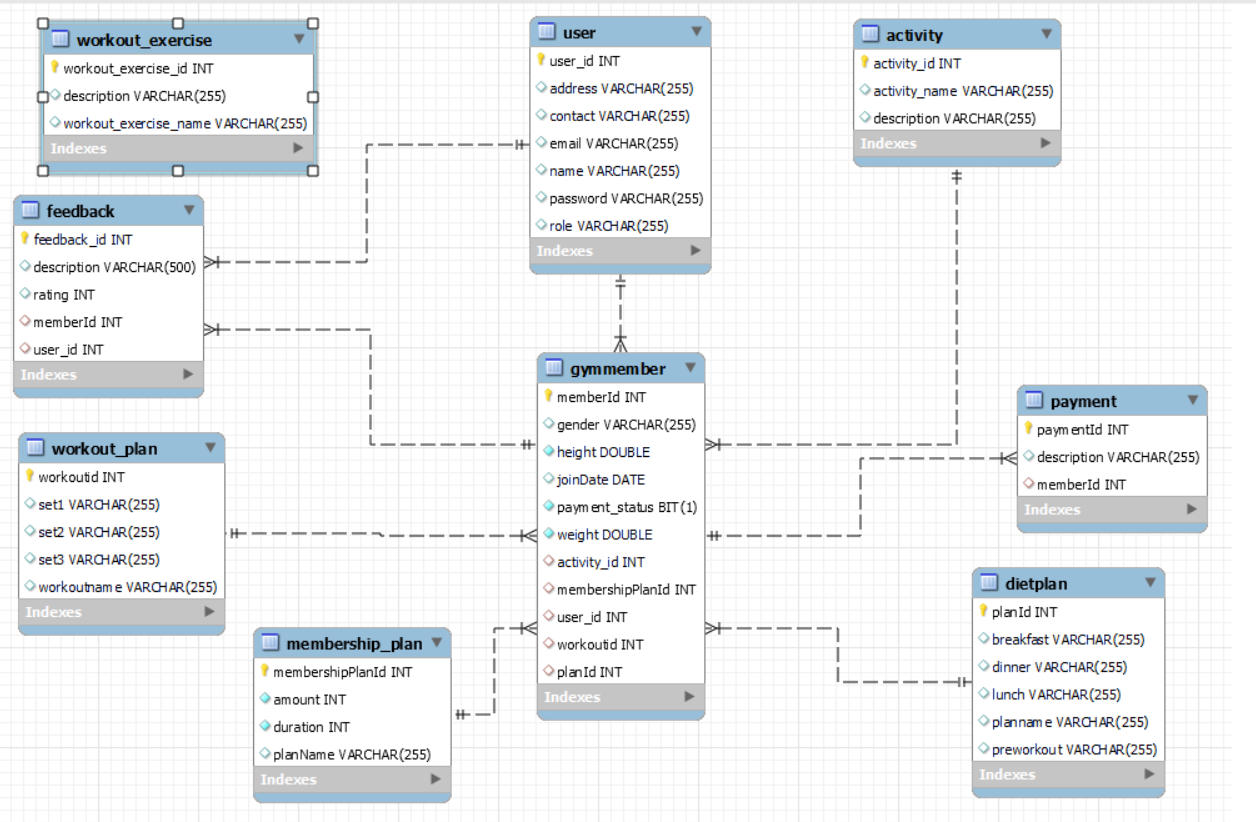 workout_exercise
workout_exercise_id INT
description VARCHAR(255)
workout_exercise_name VARCHAR(255)
Indexes
user
user_id INT
address VARCHAR(255)
contact VARCHAR(255)
email VARCHAR(255)
name VARCHAR(255)
password VARCHAR(255)
role VARCHAR(255)
Indexes
activity
activity_id INT
activity_name VARCHAR(255)
description VARCHAR(255)
Indexes
feedback
feedback_id INT
description VARCHAR(500)
rating INT
memberId INT
user_id INT
Indexes
gymmember
memberId INT
gender VARCHAR(255)
height DOUBLE
joinDate DATE
payment_status BIT(1)
weight DOUBLE
activity_id INT
membershipPlanId INT
user_id INT
workoutid INT
planId INT
Indexes
payment
paymentId INT
description VARCHAR(255)
memberId INT
Indexes
workout_plan
workoutid INT
set1 VARCHAR(255)
set2 VARCHAR(255)
set3 VARCHAR(255)
workoutname VARCHAR(255)
Indexes
membership_plan
membershipPlanId INT
amount INT
duration INT
planName VARCHAR(255)
Indexes
dietplan
planId INT
breakfast VARCHAR(255)
dinner VARCHAR(255)
lunch VARCHAR(255)
planname VARCHAR(255)
preworkout VARCHAR(255)
Indexes